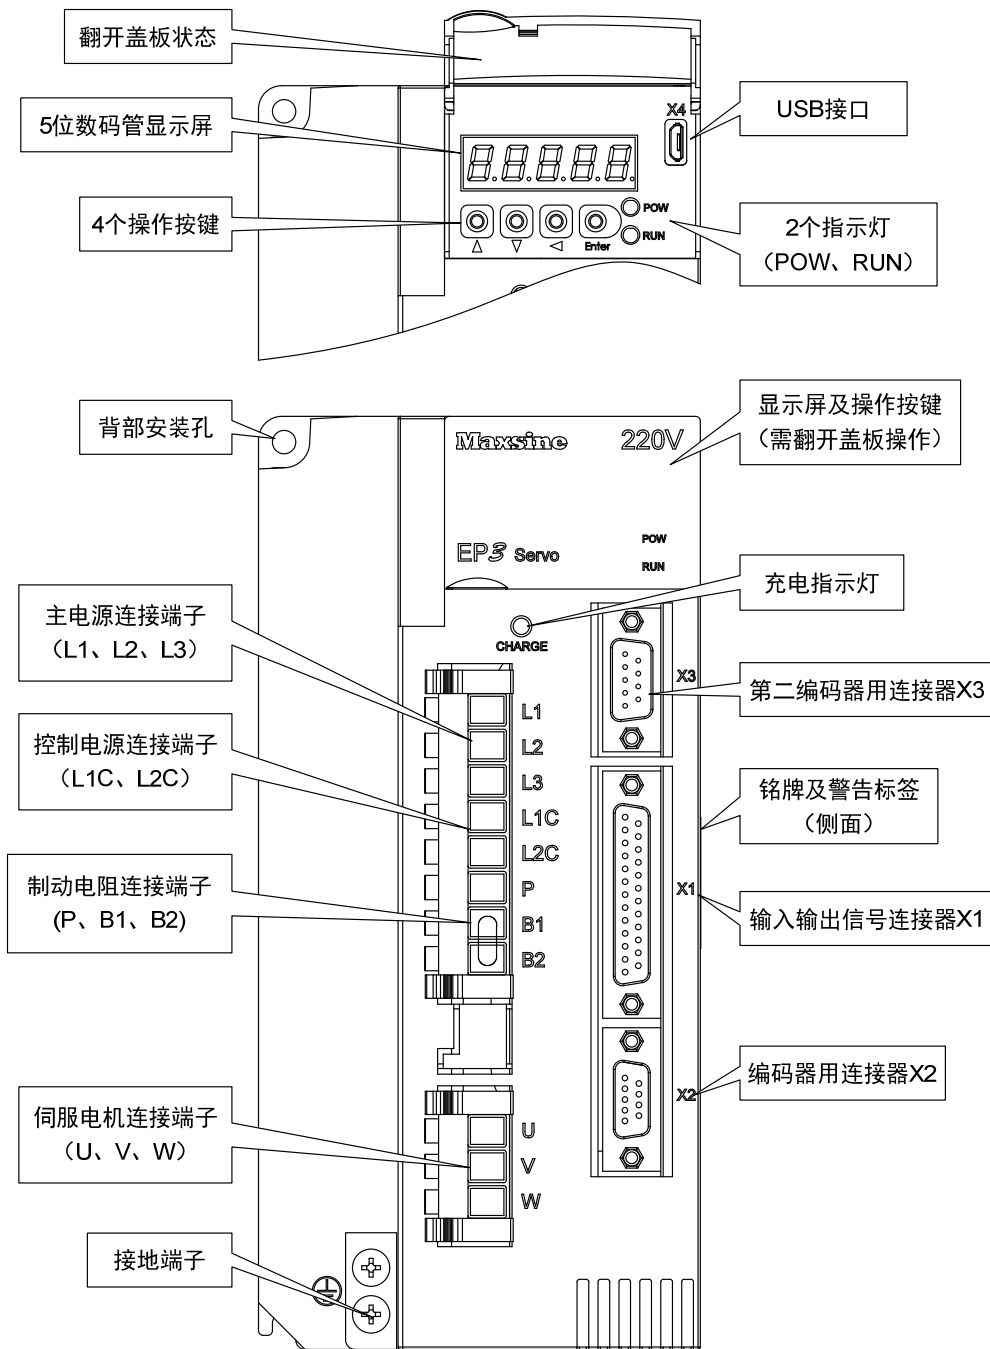 翻开盖板状态
5位数码管显示屏
4个操作按键
X4
USB接口
8.8.8.8.8.
POW
RUN
Enter
2个指示灯
（POW、RUN）
背部安装孔
Maxsine
220V
显示屏及操作按键
（需翻开盖板操作）
EP3 Servo
POW
RUN
充电指示灯
CHARGE
主电源连接端子
（L1、L2、L3）
X3
第二编码器用连接器X3
L1
L2
L3
L1C
L2C
P
B1
B2
控制电源连接端子
（L1C、L2C）
铭牌及警告标签
（侧面）
制动电阻连接端子
(P、B1、B2)
X1
输入输出信号连接器X1
编码器用连接器X2
X2
伺服电机连接端子
（U、V、W）
U
V
W
接地端子